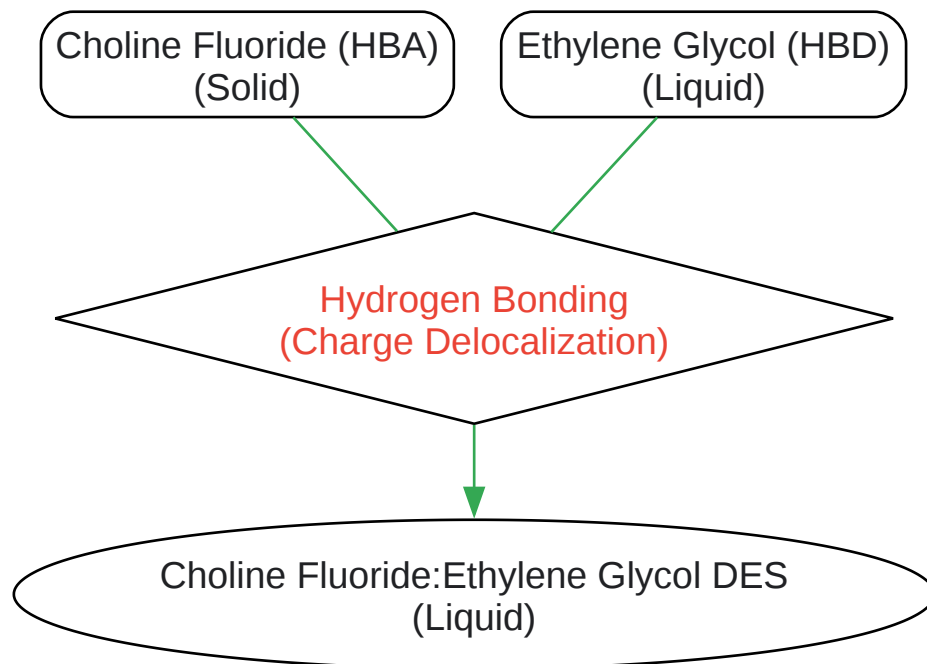 Choline Fluoride (HBA)
(Solid)
Ethylene Glycol (HBD)
(Liquid)
Hydrogen Bonding
(Charge Delocalization)
Choline Fluoride:Ethylene Glycol DES
(Liquid)